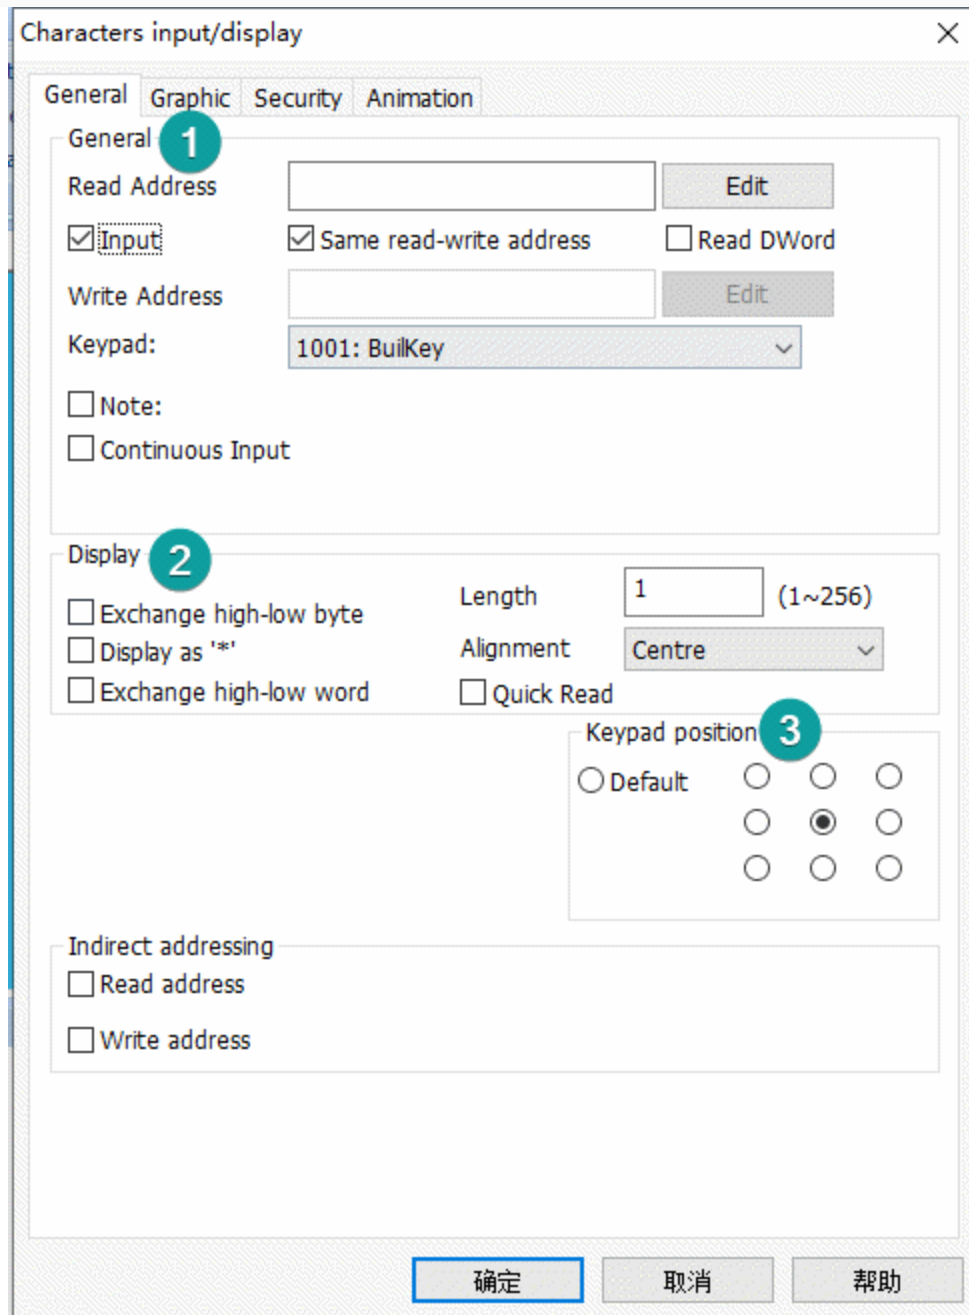 Characters input/display
General Graphic Security Animation
General 1
Read Address Edit
Input Same read-write address Read DWord
Write Address Edit
Keypad: 1001: BuilKey
Note:
Continuous Input
Display 2
Exchange high-low byte Length 1 (1~256)
Display as '*' Alignment Centre
Exchange high-low word Quick Read
Keypad position 3
Default
Indirect addressing
Read address
Write address
确定 取消 帮助